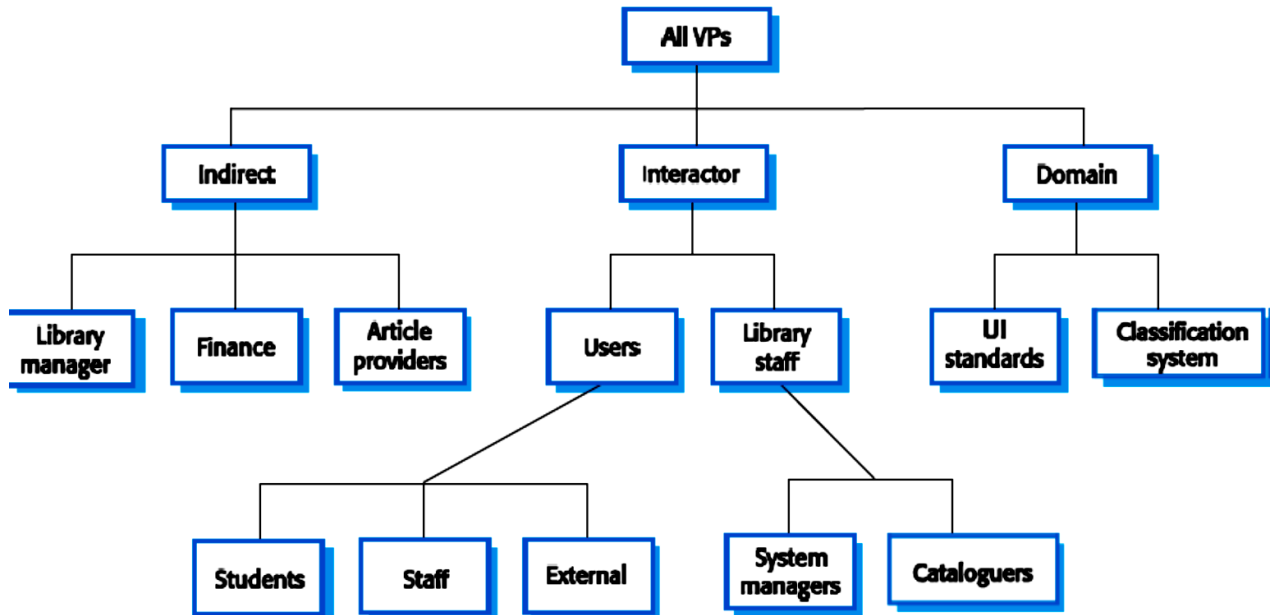 All VPs
Indirect
Interactor
Domain
Library
manager
Finance
Article
providers
Users
Library
staff
UI
standards
Classification
system
Students
Staff
External
System
managers
Cataloguers